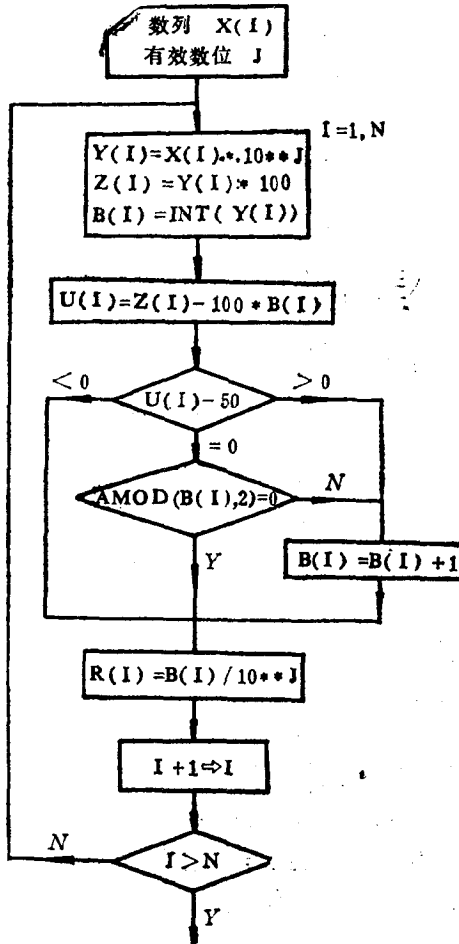 数列 X(I)
有效数位 J
I=1, N
Y(I)=X(I).*.10**J
Z(I)=Y(I)* 100
B(I)=INT( Y(I))
U(I)=Z(I)-100*B(I)
<0
>0
U(I)-50
=0
AMOD(B(I),2)=0
N
Y
B(I)=B(I)+1
R(I)=B(I)/10**J
I+1⇨I
N
I>N
Y